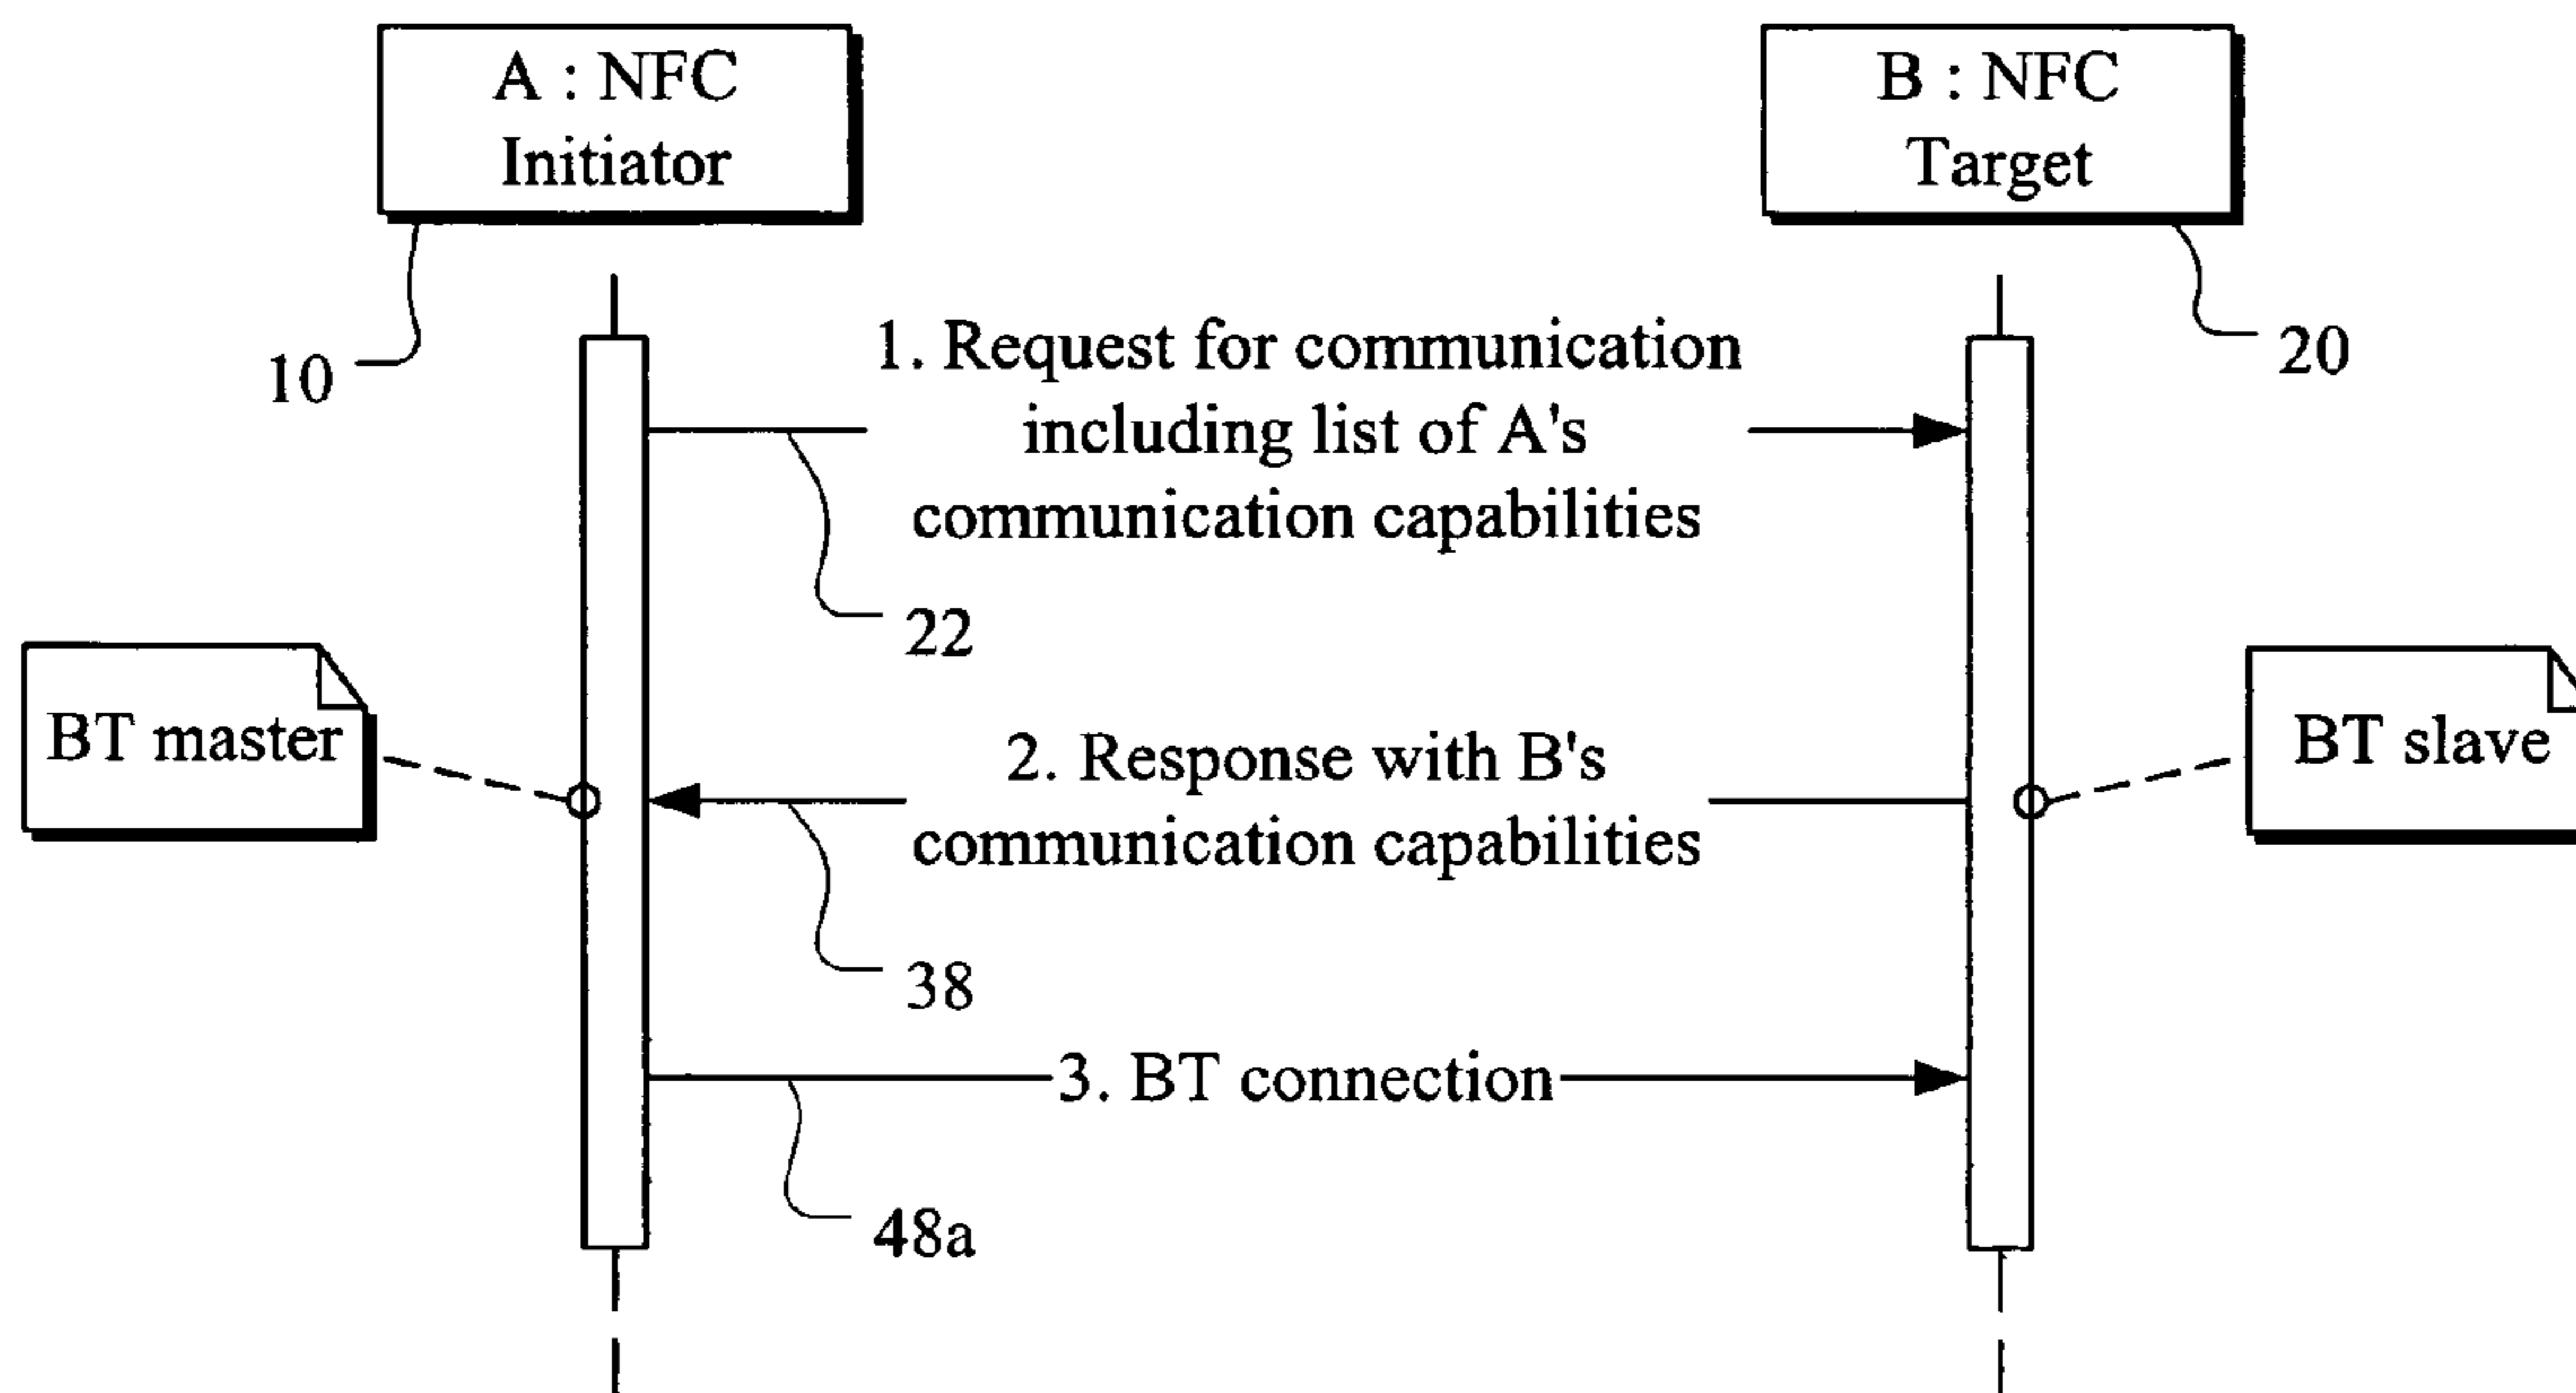 A : NFC
Initiator
B : NFC
Target
10
20
1. Request for communication
including list of A's
communication capabilities
22
BT master
BT slave
2. Response with B's
communication capabilities
38
3. BT connection
48a